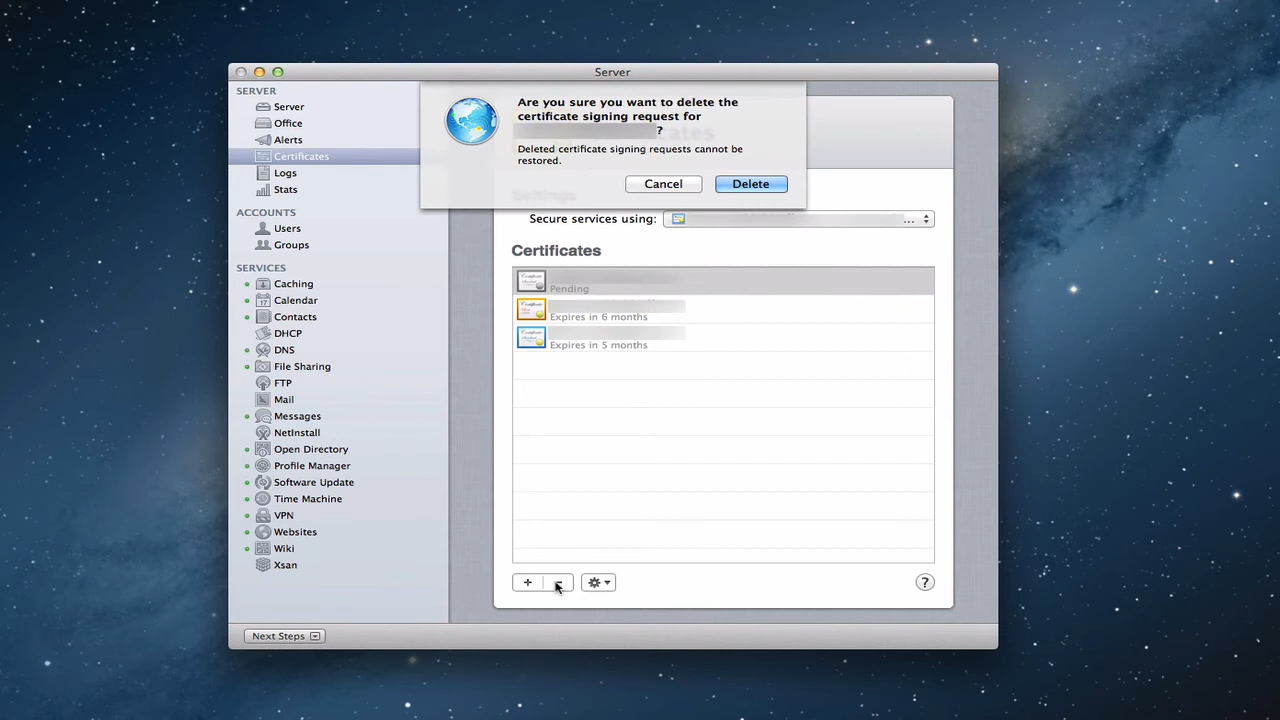 Server
SERVER
Server
Office
Alerts
Certificates
Logs
Stats
ACCOUNTS
Users
Groups
SERVICES
Caching
Calendar
Contacts
DHCP
DNS
File Sharing
FTP
Mail
Messages
NetInstall
Open Directory
Profile Manager
Software Update
Time Machine
VPN
Websites
Wiki
Xsan
Next Steps
Are you sure you want to delete the
certificate signing request for
?
Deleted certificate signing requests cannot be
restored.
Cancel
Delete
Settings
Secure services using:
...
Certificates
Pending
Expires in 6 months
Expires in 5 months
+
-
?